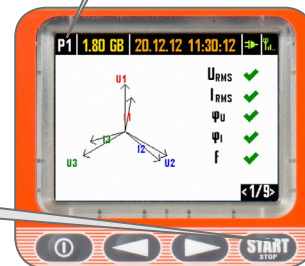 P1 1.80 GB 20.12.12 11:30:12
U1
I1
I3
I2
U3
U2
URMS ✔
IRMS ✔
φU ✔
φI ✔
f ✔
<1/9>
START
STOP